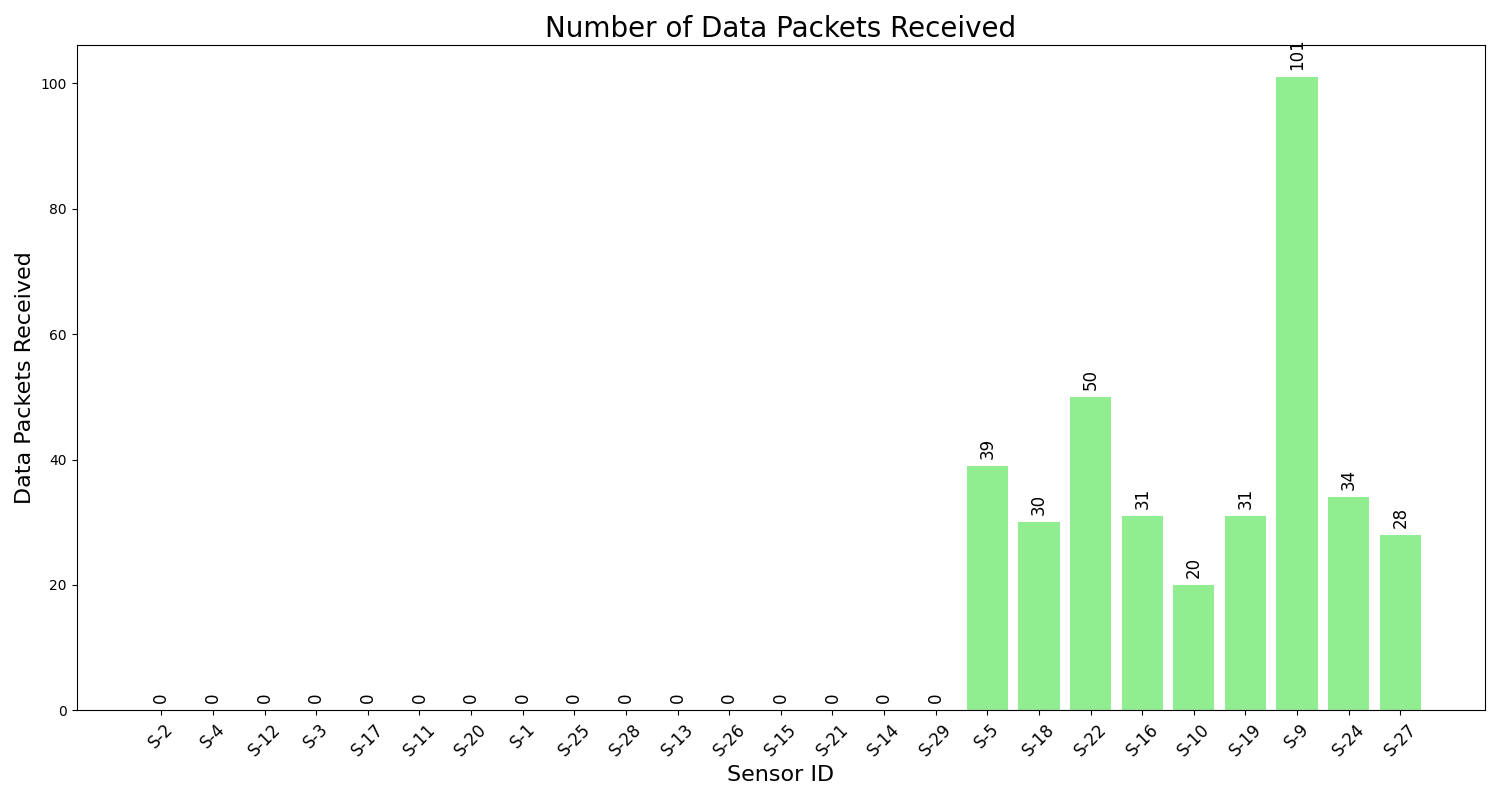 Number of Data Packets Received
Data Packets Received
100
80
60
40
20
0
0 0 0 0 0 0 0 0 0 0 0 0 0 0 0 0 39 30 50 31 20 31 101 34 28
S-2 S-4 S-12 S-3 S-17 S-11 S-20 S-1 S-25 S-28 S-13 S-26 S-15 S-21 S-14 S-29 S-5 S-18 S-22 S-16 S-10 S-19 S-9 S-24 S-27
Sensor ID